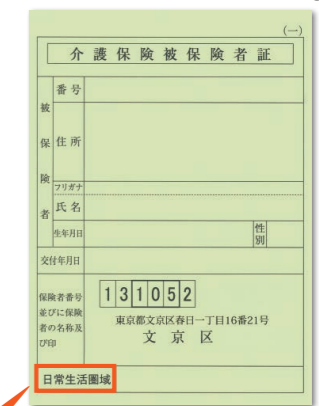 (一)
介護保険被保険者証
被保険者
番号
住所
フリガナ
氏名
生年月日
性別
交付年月日
保険者番号
並びに保険
者の名称及
び印
131052
東京都文京区春日一丁目16番21号
文京区
日常生活圏域